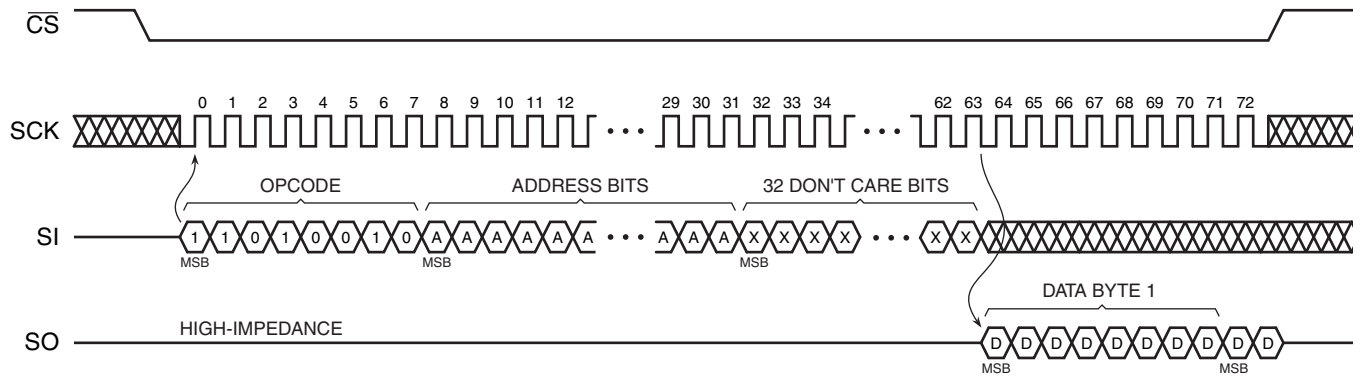 CS
0 1 2 3 4 5 6 7 8 9 10 11 12 29 30 31 32 33 34 62 63 64 65 66 67 68 69 70 71 72
SCK
OPCODE ADDRESS BITS 32 DON'T CARE BITS
SI 1 1 0 1 0 0 1 0 A A A A A A A A A X X X X X X
MSB MSB MSB
DATA BYTE 1
HIGH-IMPEDANCE
SO D D D D D D D D D D
MSB MSB